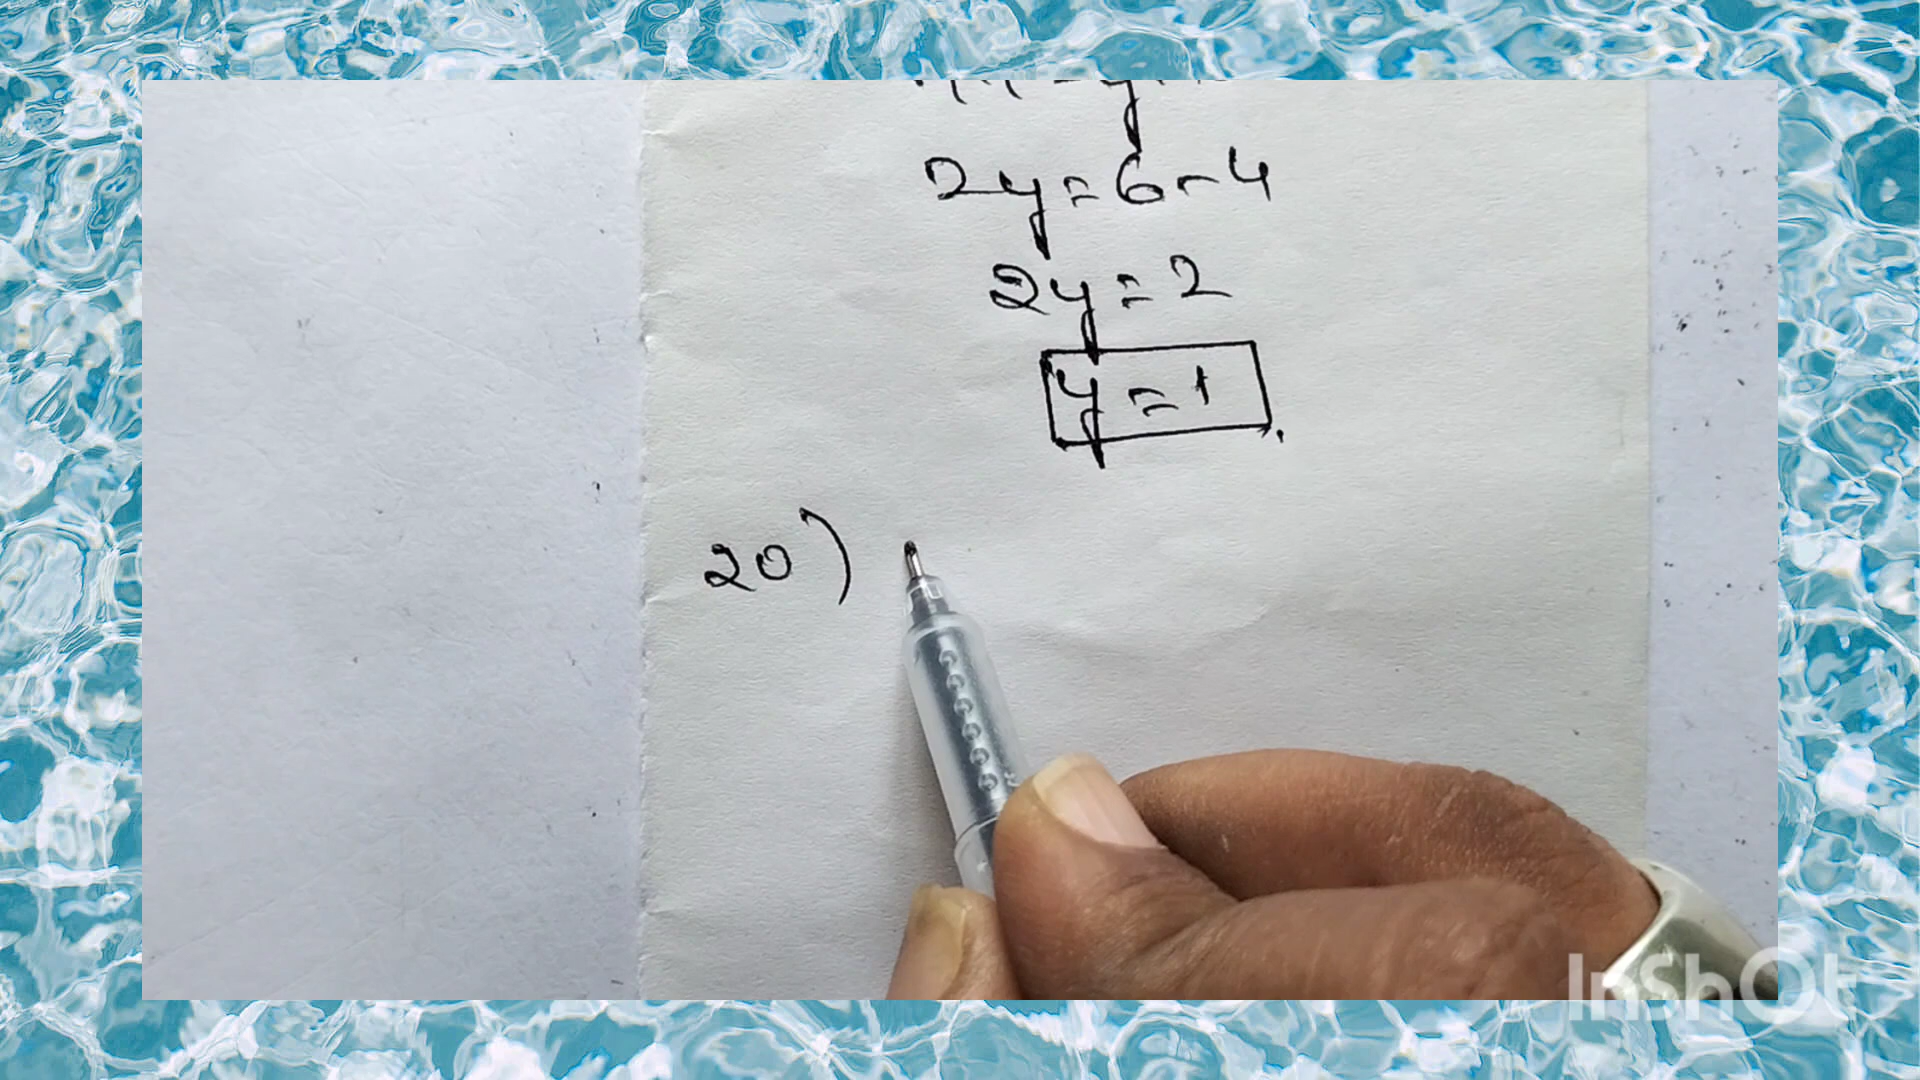 2y = 6 - 4
2y = 2
y = 1.
20)
InShOt